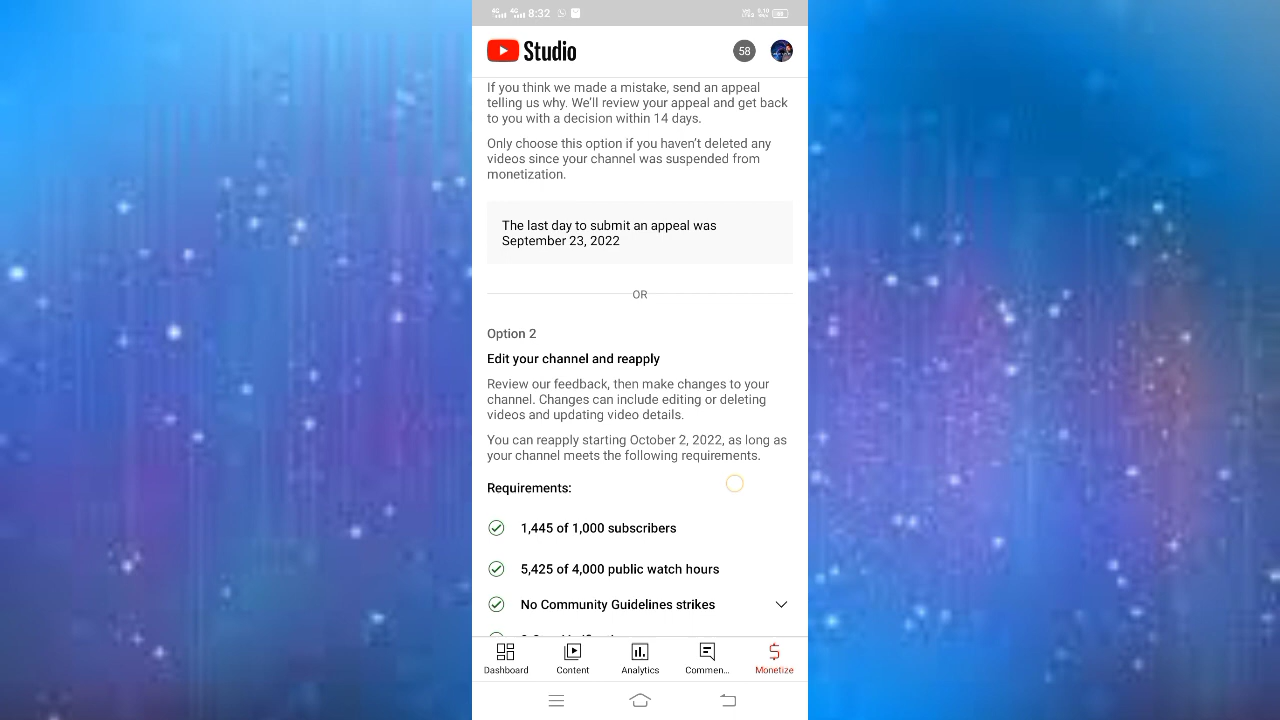 8:32
Studio
58
If you think we made a mistake, send an appeal
telling us why. We'll review your appeal and get back
to you with a decision within 14 days.
Only choose this option if you haven't deleted any
videos since your channel was suspended from
monetization.
The last day to submit an appeal was
September 23, 2022
OR
Option 2
Edit your channel and reapply
Review our feedback, then make changes to your
channel. Changes can include editing or deleting
videos and updating video details.
You can reapply starting October 2, 2022, as long as
your channel meets the following requirements.
Requirements:
1,445 of 1,000 subscribers
5,425 of 4,000 public watch hours
No Community Guidelines strikes
Dashboard
Content
Analytics
Commen...
Monetize